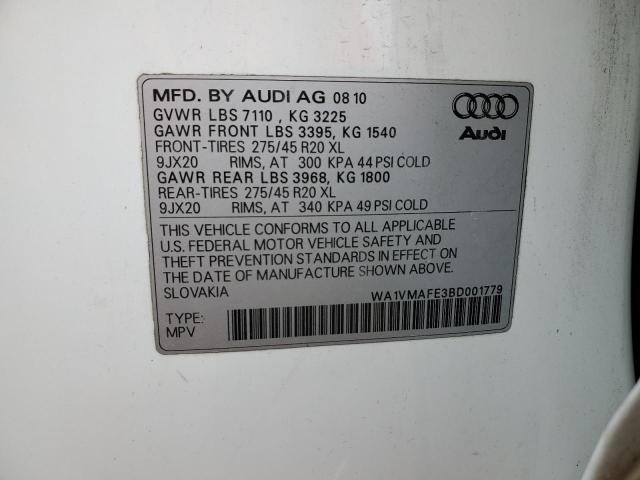 MFD. BY AUDI AG 08 10
GVWR LBS 7110 , KG 3225
GAWR FRONT LBS 3395, KG 1540
FRONT-TIRES 275/45 R20 XL
9JX20 RIMS, AT 300 KPA 44 PSI COLD
GAWR REAR LBS 3968, KG 1800
REAR-TIRES 275/45 R20 XL
9JX20 RIMS, AT 340 KPA 49 PSI COLD
Audi
THIS VEHICLE CONFORMS TO ALL APPLICABLE
U.S. FEDERAL MOTOR VEHICLE SAFETY AND
THEFT PREVENTION STANDARDS IN EFFECT ON
THE DATE OF MANUFACTURE SHOWN ABOVE.
SLOVAKIA WA1VMAFE3BD001779
TYPE:
MPV